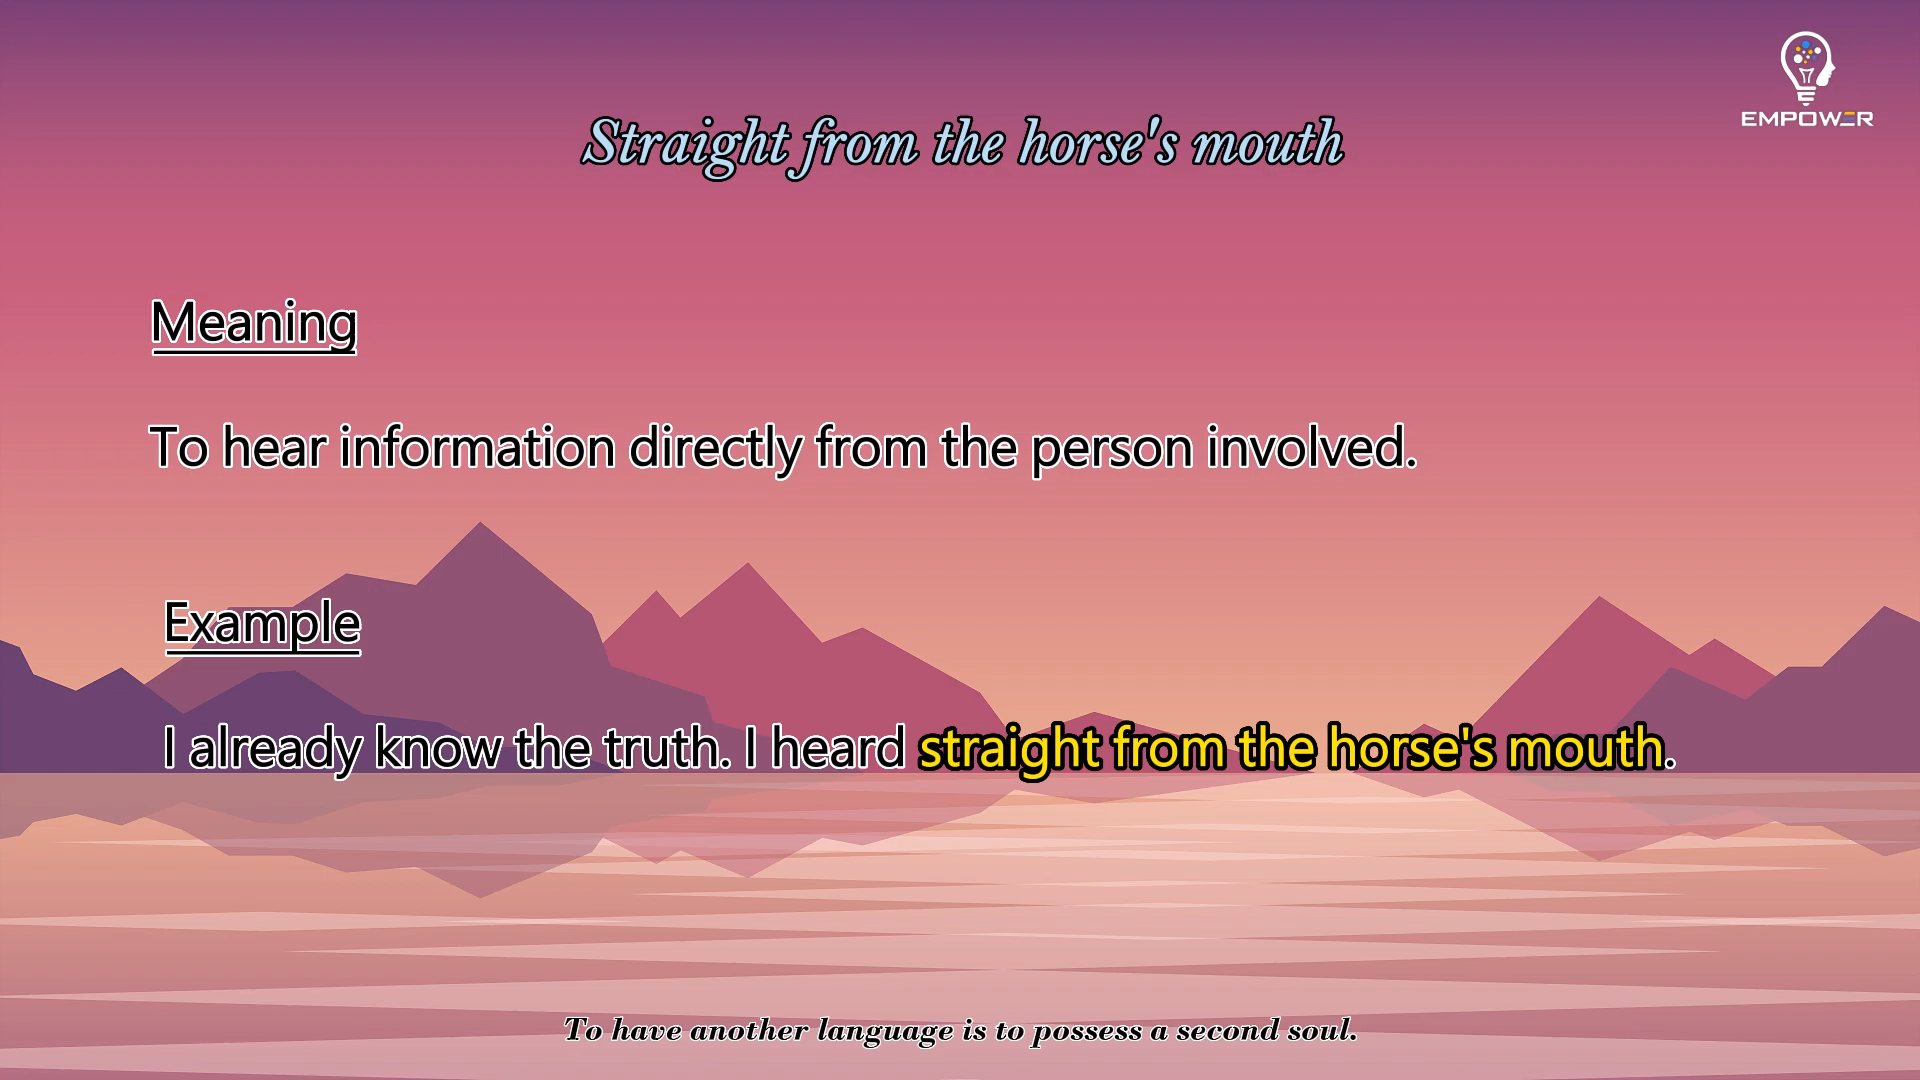 EMPOWER
Straight from the horse's mouth
Meaning
To hear information directly from the person involved.
Example
I already know the truth. I heard straight from the horse's mouth.
To have another language is to possess a second soul.